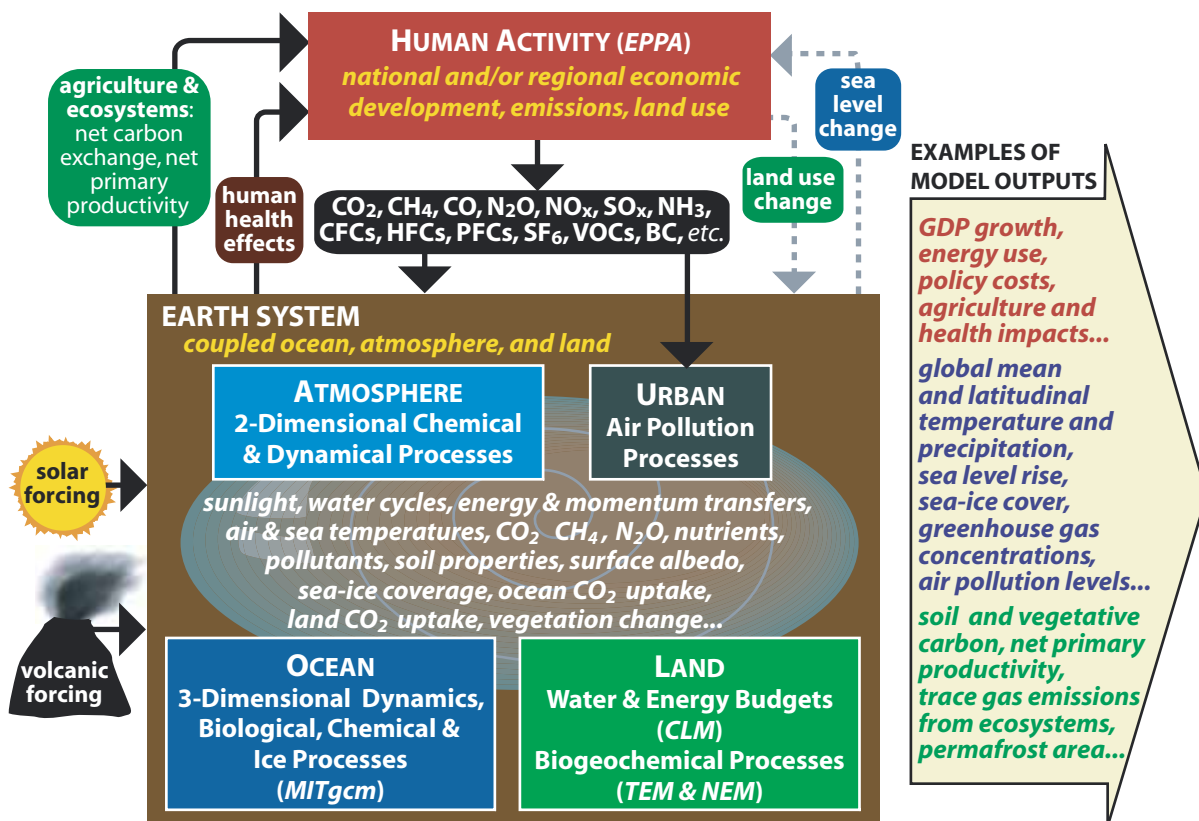 HUMAN ACTIVITY (EPPA)
national and/or regional economic
development, emissions, land use
agriculture &
ecosystems:
net carbon
exchange, net
primary
productivity
human
health
effects
sea
level
change
land use
change
CO₂, CH₄, CO, N₂O, NOₓ, SOₓ, NH₃,
CFCs, HFCs, PFCs, SF₆, VOCs, BC, etc.
EARTH SYSTEM
coupled ocean, atmosphere, and land
ATMOSPHERE
2-Dimensional Chemical
& Dynamical Processes
URBAN
Air Pollution
Processes
solar
forcing
volcanic
forcing
sunlight, water cycles, energy & momentum transfers,
air & sea temperatures, CO₂ CH₄, N₂O, nutrients,
pollutants, soil properties, surface albedo,
sea-ice coverage, ocean CO₂ uptake,
land CO₂ uptake, vegetation change...
OCEAN
3-Dimensional Dynamics,
Biological, Chemical &
Ice Processes
(MITgcm)
LAND
Water & Energy Budgets
(CLM)
Biogeochemical Processes
(TEM & NEM)
EXAMPLES OF
MODEL OUTPUTS
GDP growth,
energy use,
policy costs,
agriculture and
health impacts...
global mean
and latitudinal
temperature and
precipitation,
sea level rise,
sea-ice cover,
greenhouse gas
concentrations,
air pollution levels...
soil and vegetative
carbon, net primary
productivity,
trace gas emissions
from ecosystems,
permafrost area...